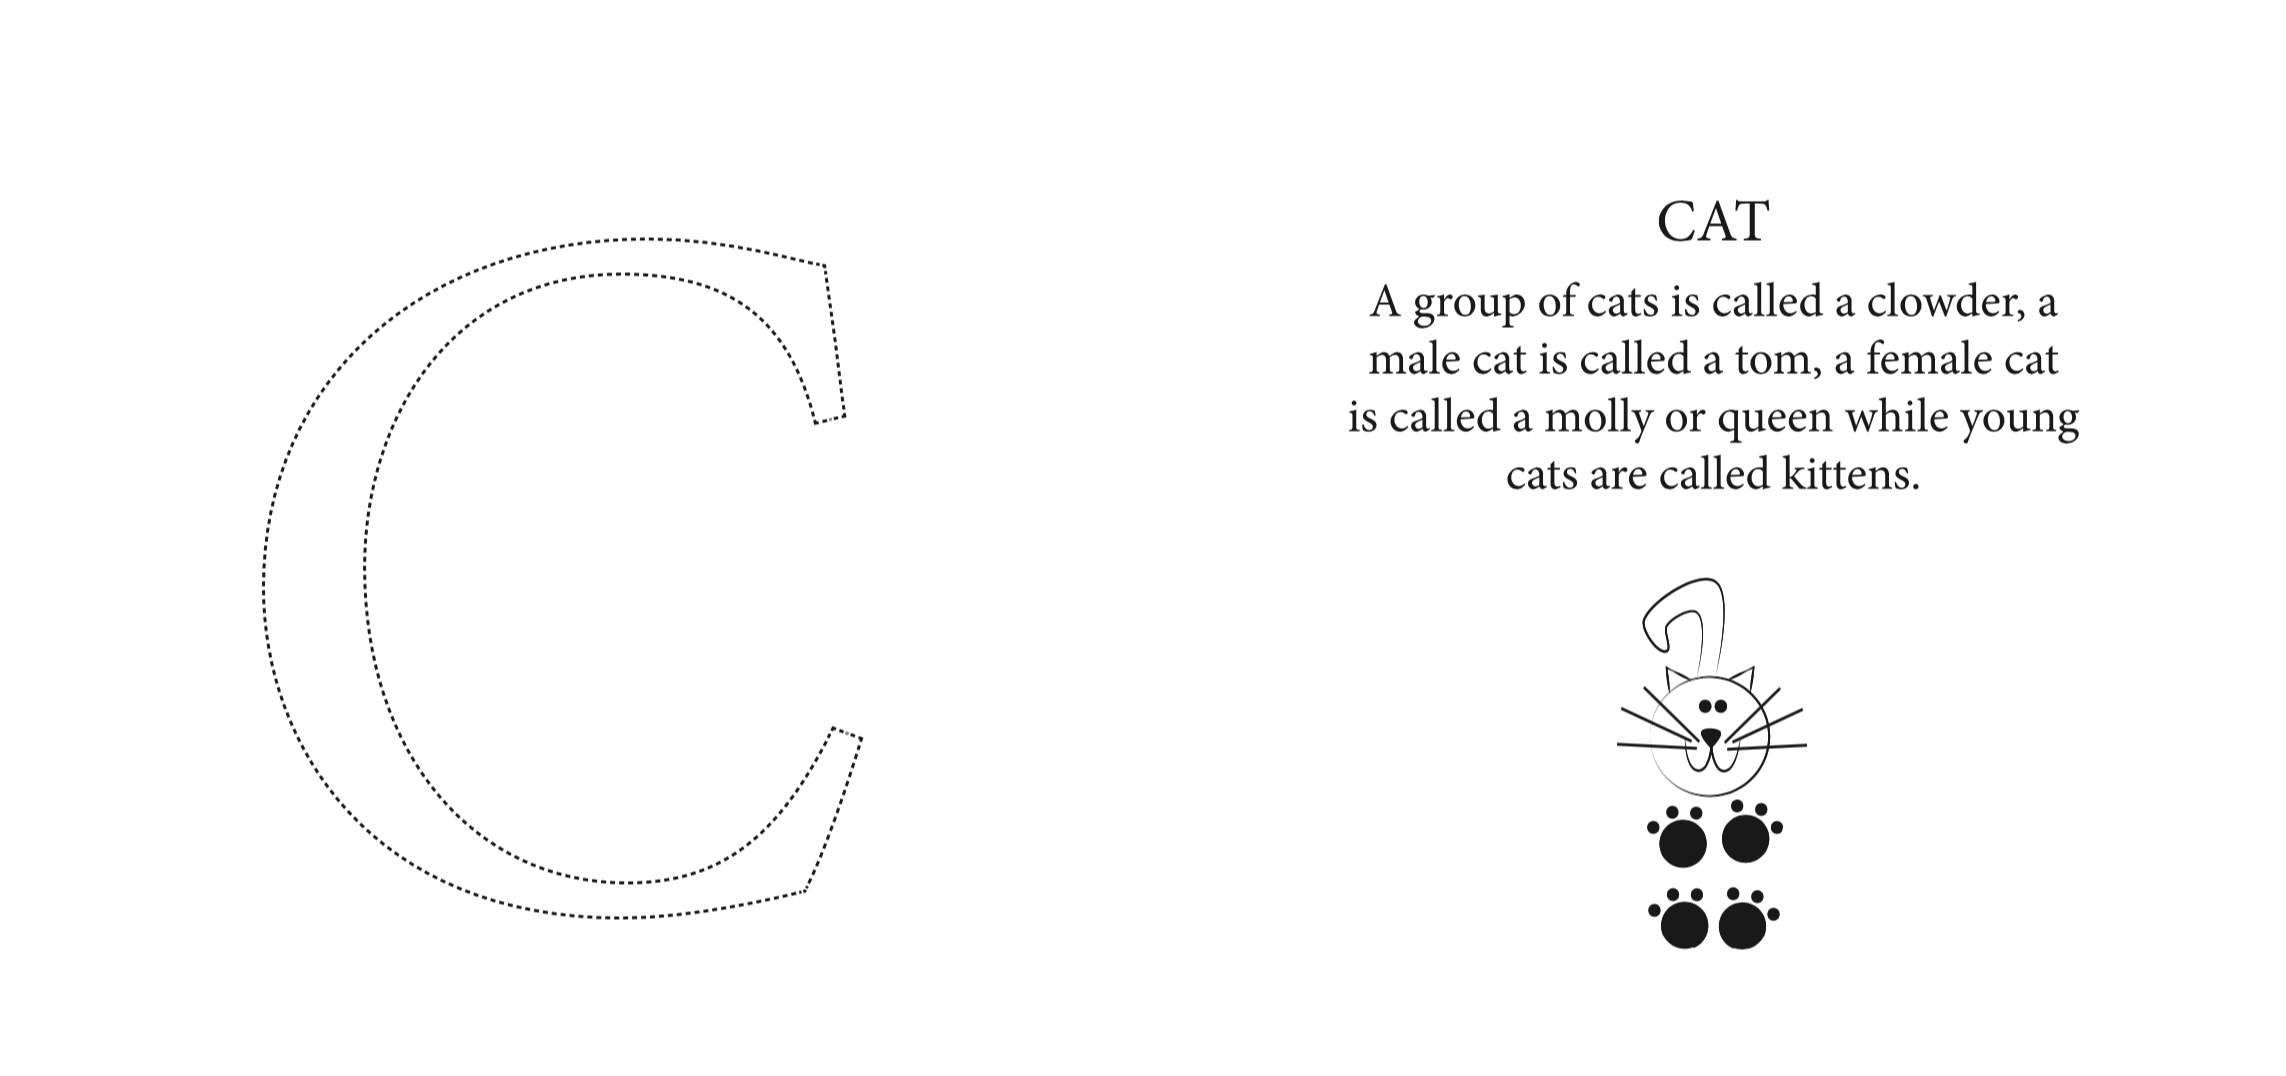 C
CAT
A group of cats is called a clowder, a
male cat is called a tom, a female cat
is called a molly or queen while young
cats are called kittens.